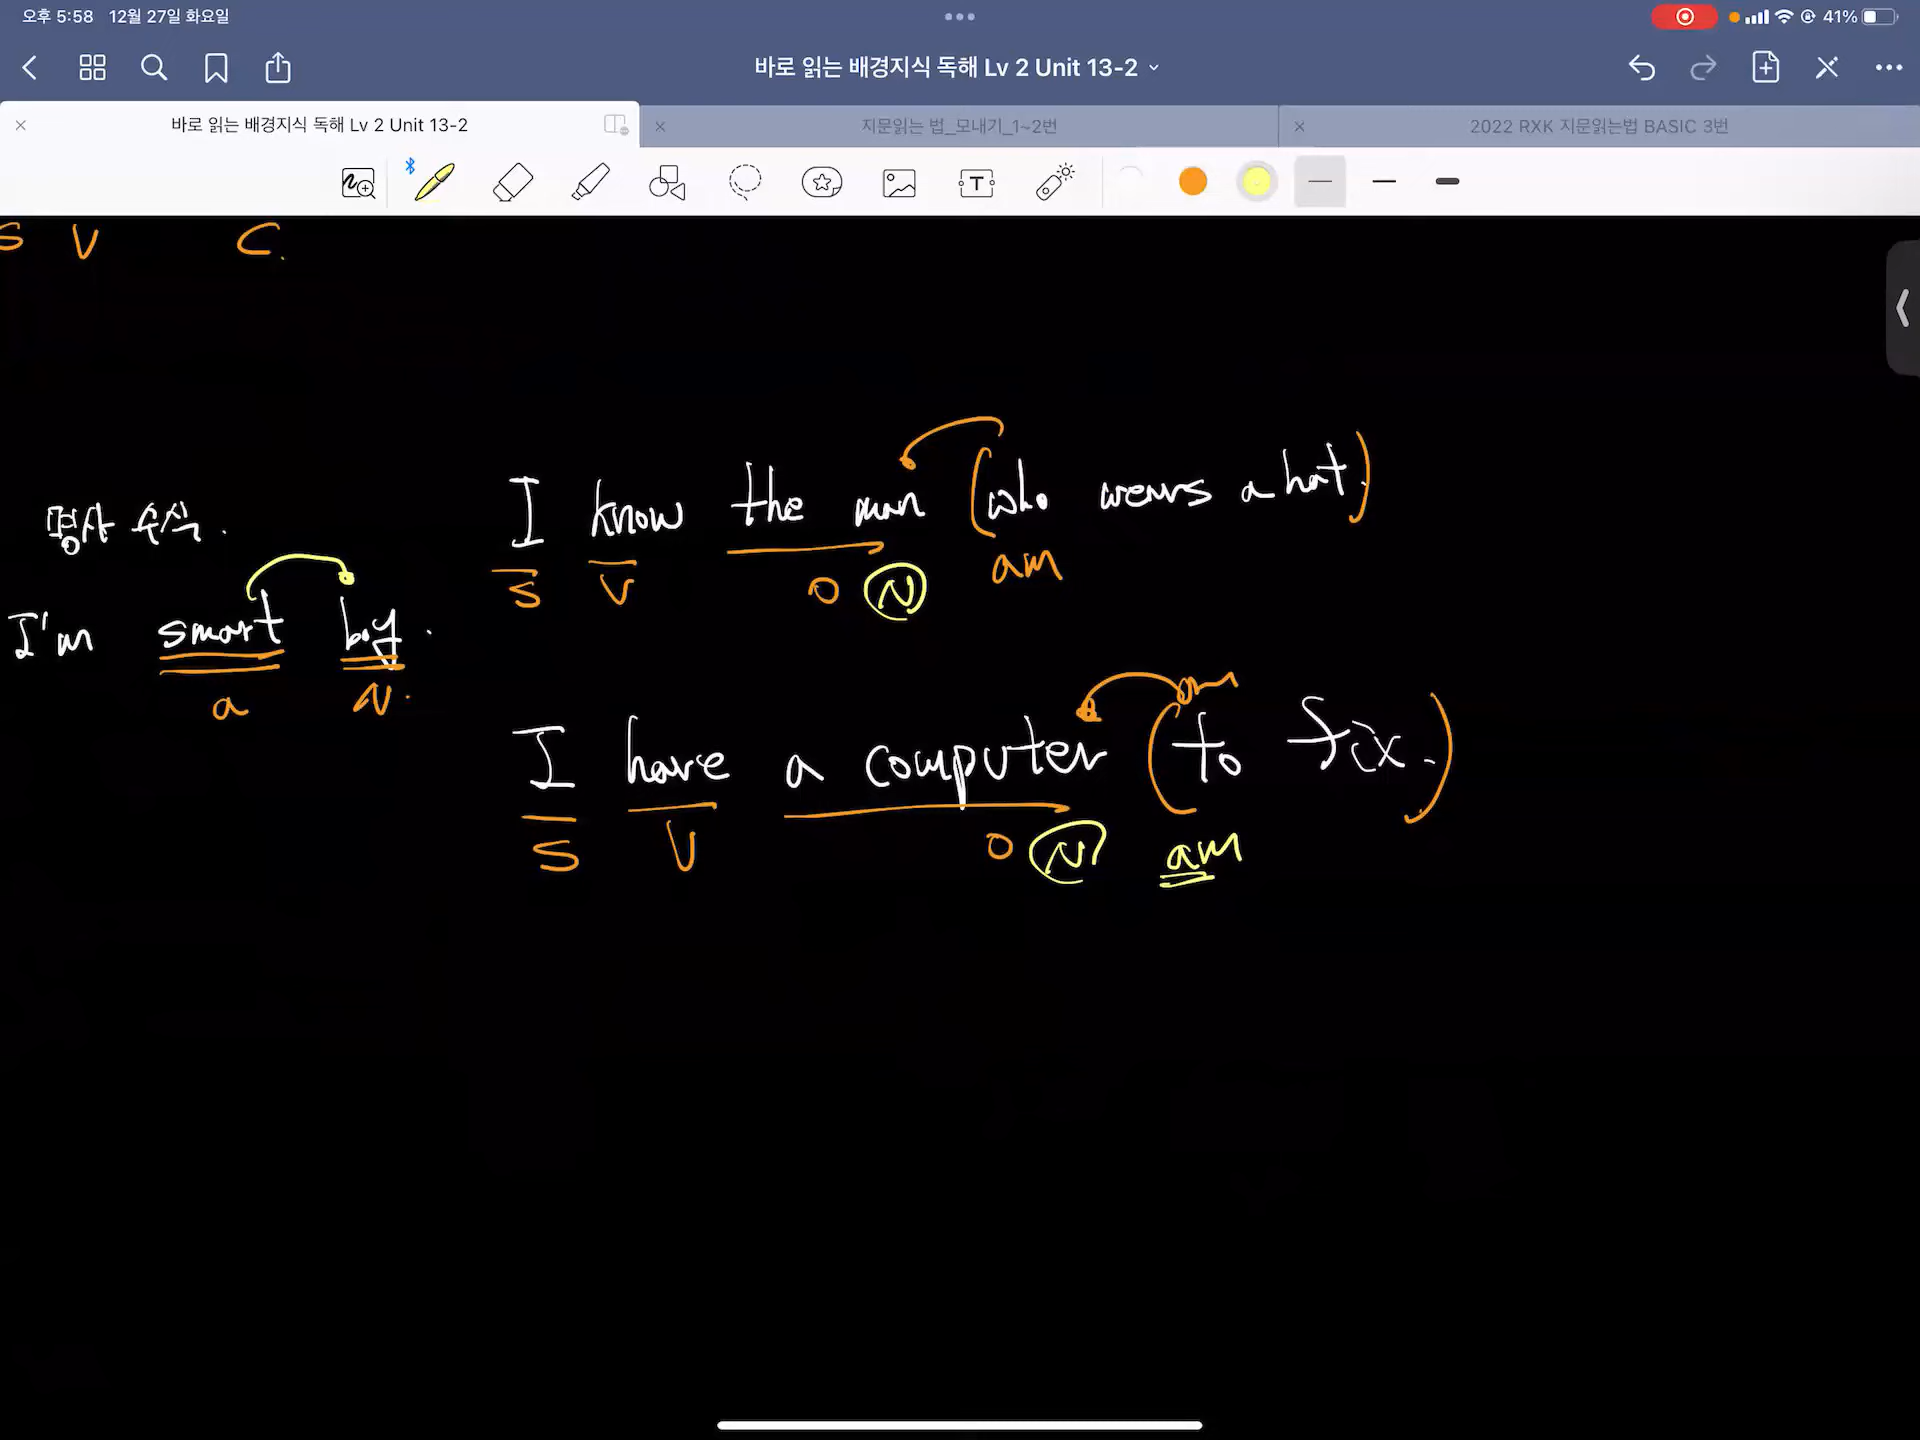 오후 5:58 12월 27일 화요일
41%
바로 읽는 배경지식 독해 Lv 2 Unit 13-2
바로 읽는 배경지식 독해 Lv 2 Unit 13-2
지문읽는 법_모내기_1~2번
2022 RXK 지문읽는법 BASIC 3번
S V C.
명사 수식.
I'm smart boy.
a N.
I know the man (who wears a hat.)
S V O N am
am
I have a computer (to fix.)
S V O N am